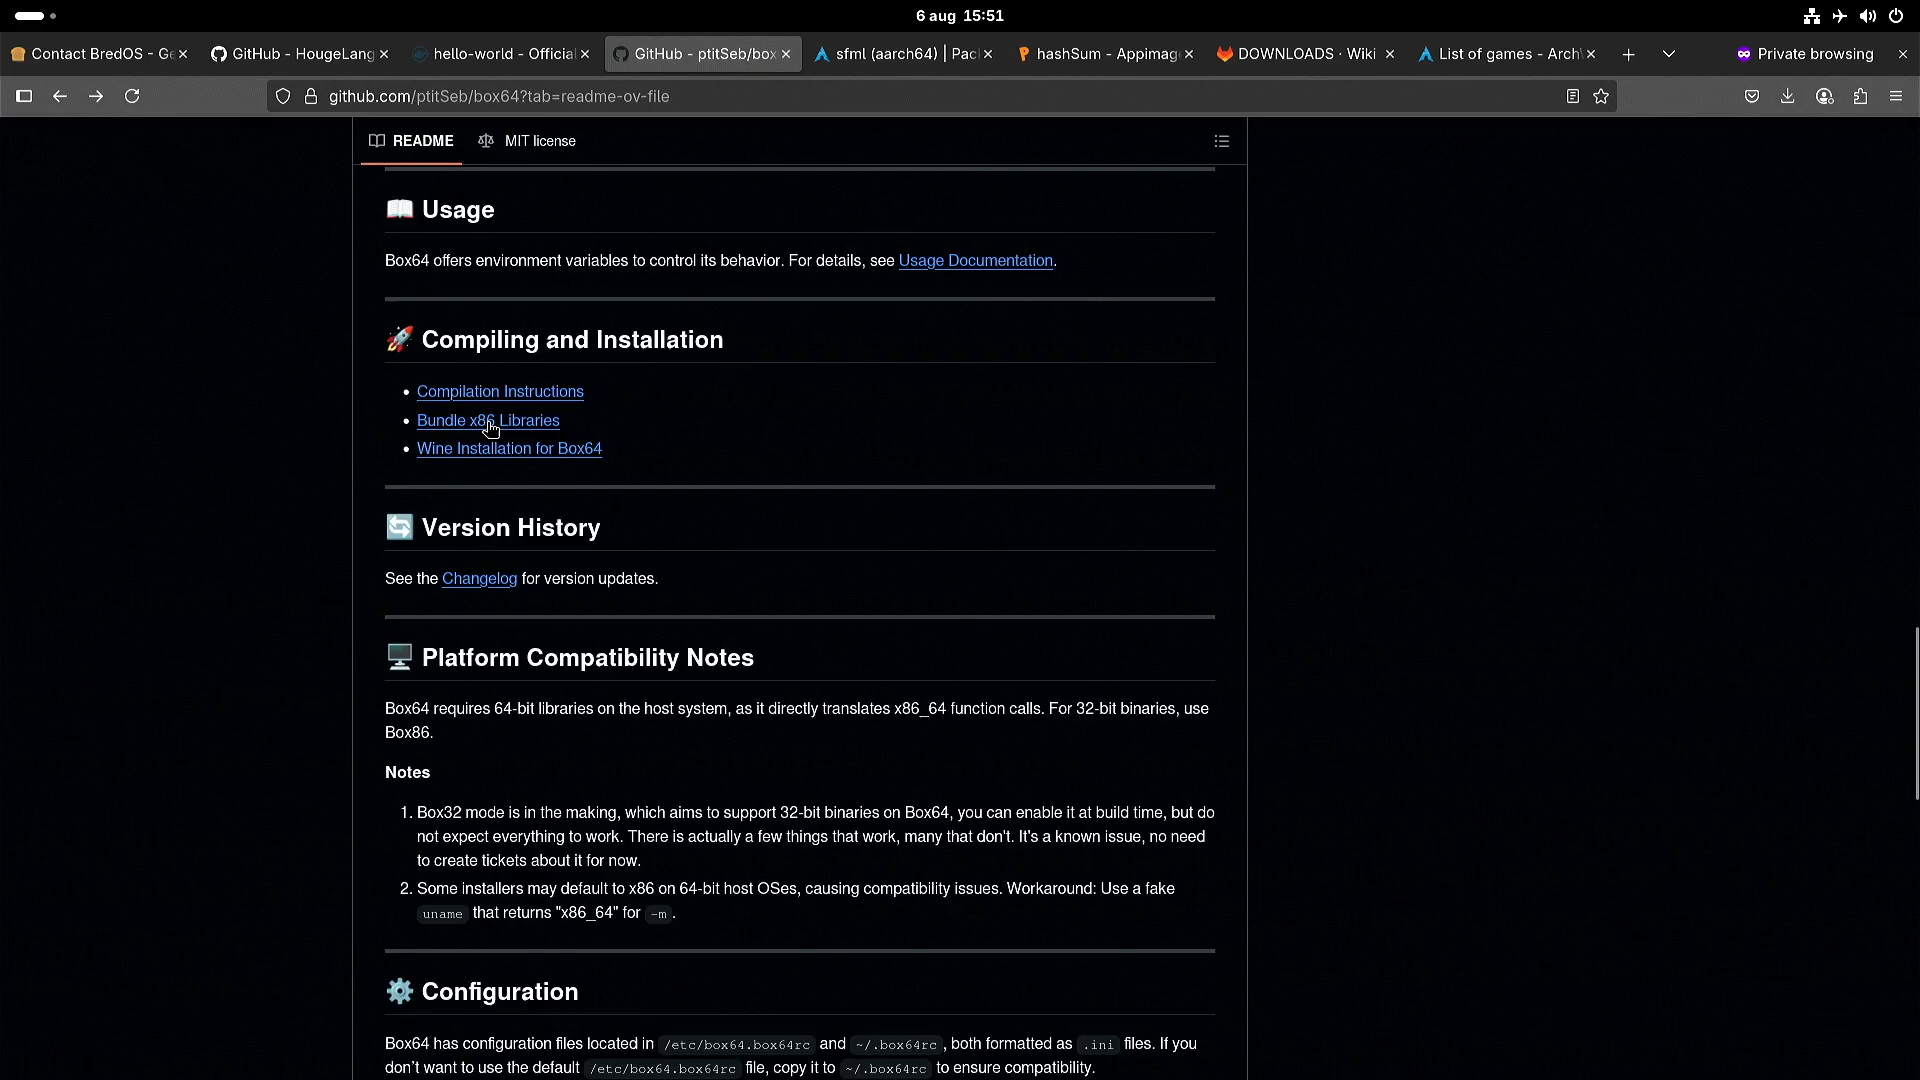 6 aug 15:51
Contact BredOS - Ge
GitHub - HougeLang
hello-world - Official
GitHub - ptitSeb/box
sfml (aarch64) | Pac
hashSum - Appimag
DOWNLOADS · Wiki
List of games - ArchW
Private browsing
github.com/ptitSeb/box64?tab=readme-ov-file
README
MIT license
📖 Usage
Box64 offers environment variables to control its behavior. For details, see Usage Documentation.
🚀 Compiling and Installation
• Compilation Instructions
• Bundle x86 Libraries
• Wine Installation for Box64
🔄 Version History
See the Changelog for version updates.
🖥️ Platform Compatibility Notes
Box64 requires 64-bit libraries on the host system, as it directly translates x86_64 function calls. For 32-bit binaries, use
Box86.
Notes
1. Box32 mode is in the making, which aims to support 32-bit binaries on Box64, you can enable it at build time, but do
not expect everything to work. There is actually a few things that work, many that don't. It's a known issue, no need
to create tickets about it for now.
2. Some installers may default to x86 on 64-bit host OSes, causing compatibility issues. Workaround: Use a fake
uname that returns "x86_64" for -m .
⚙️ Configuration
Box64 has configuration files located in /etc/box64.box64rc and ~/.box64rc , both formatted as .ini files. If you
don't want to use the default /etc/box64.box64rc file, copy it to ~/.box64rc to ensure compatibility.